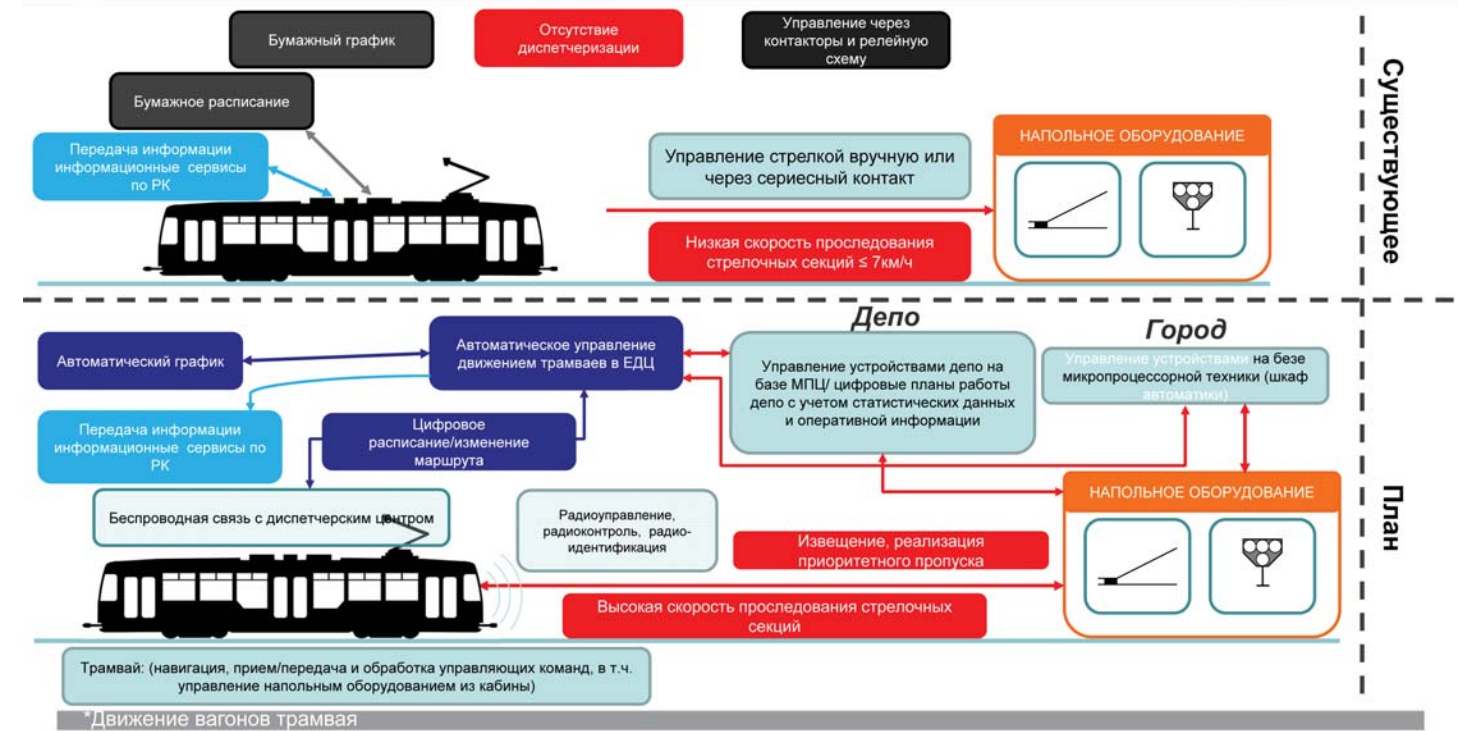 Бумажный график
Отсутствие
диспетчеризации
Управление через
контакторы и релейную
схему
Бумажное расписание
Передача информации
информационные сервисы
по РК
Управление стрелкой вручную или
через сериесный контакт
Низкая скорость проследования
стрелочных секций ≤ 7км/ч
НАПОЛЬНОЕ ОБОРУДОВАНИЕ
Существующее
Депо
Город
Автоматический график
Автоматическое управление
движением трамваев в ЕДЦ
Управление устройствами депо на
базе МПЦ/ цифровые планы работы
депо с учетом статистических данных
и оперативной информации
Управление устройствами на безе
микропроцессорной техники (шкаф
автоматики)
Передача информации
информационные сервисы по
РК
Цифровое
расписание/изменение
маршрута
Беспроводная связь с диспетчерским центром
Радиоуправление,
радиоконтроль, радио-
идентификация
Извещение, реализация
приоритетного пропуска
Высокая скорость проследования стрелочных
секций
НАПОЛЬНОЕ ОБОРУДОВАНИЕ
План
Трамвай: (навигация, прием/передача и обработка управляющих команд, в т.ч.
управление напольным оборудованием из кабины)
*Движение вагонов трамвая